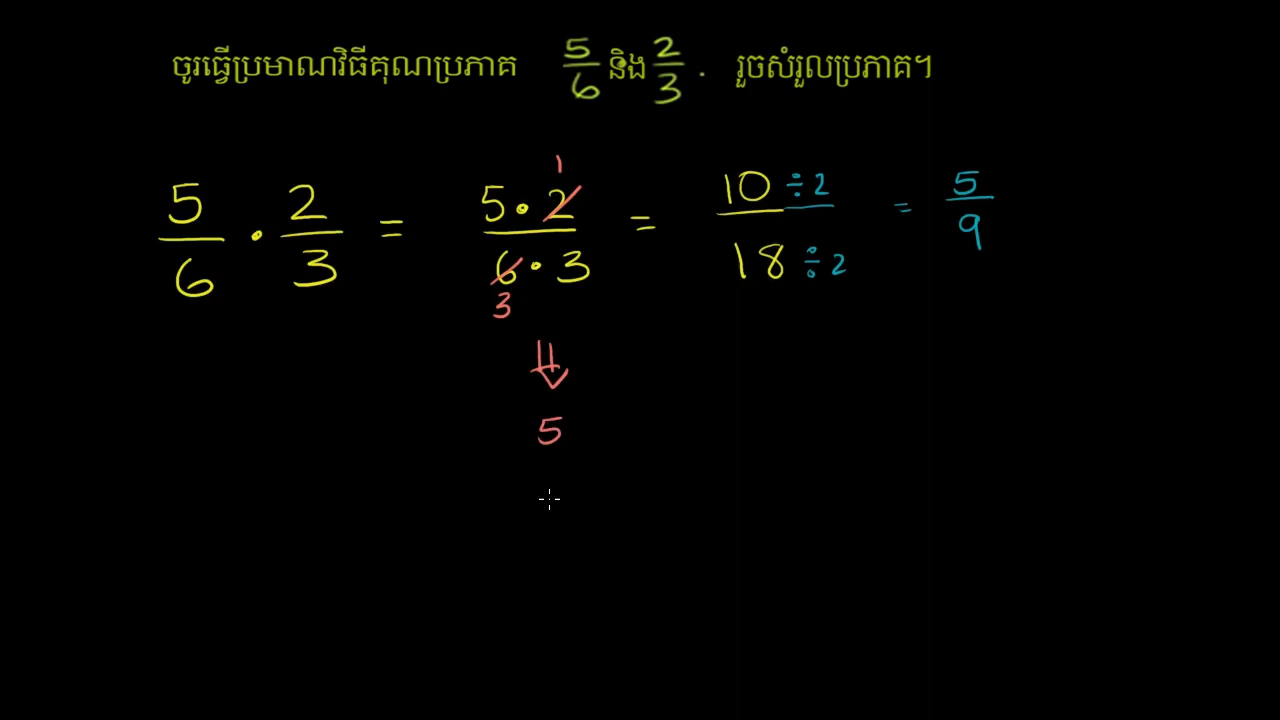 ចូរធ្វើប្រមាណវិធីគុណប្រភាគ 5/6 និង 2/3 . រួចសំរួលប្រភាគ។
5/6 · 2/3 = 5·2/6·3 = 10÷2/18÷2 = 5/9
1
3
5